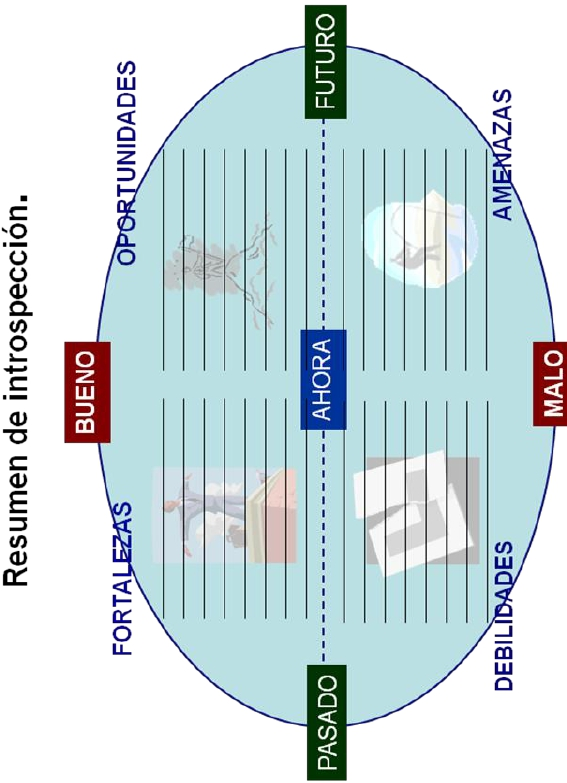 Resumen de introspección.
BUENO
FORTALEZAS
OPORTUNIDADES
PASADO
AHORA
FUTURO
DEBILIDADES
AMENAZAS
MALO